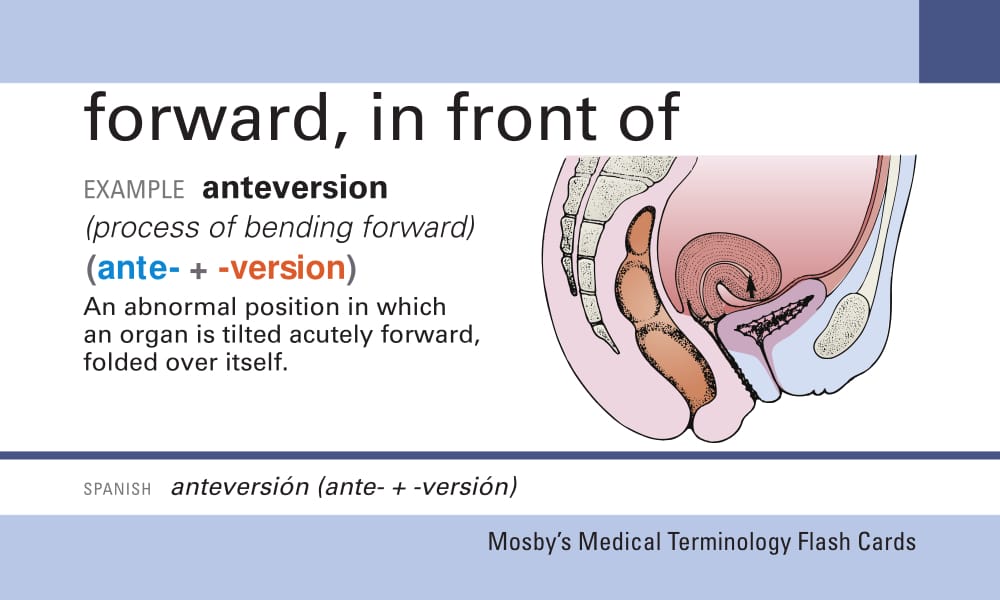 forward, in front of
EXAMPLE anteversion
(process of bending forward)
(ante- + -version)
An abnormal position in which
an organ is tilted acutely forward,
folded over itself.
SPANISH anteversión (ante- + -versión)
Mosby’s Medical Terminology Flash Cards